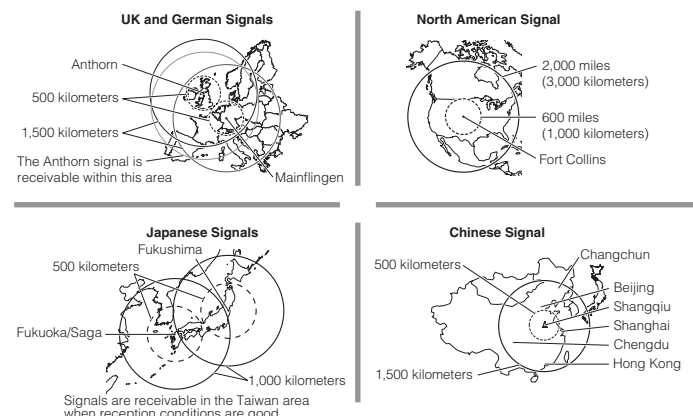 UK and German Signals
Anthorn
500 kilometers
1,500 kilometers
The Anthorn signal is
receivable within this area
Mainflingen
North American Signal
2,000 miles
(3,000 kilometers)
600 miles
(1,000 kilometers)
Fort Collins
Japanese Signals
Fukushima
500 kilometers
Fukuoka/Saga
1,000 kilometers
Signals are receivable in the Taiwan area
when reception conditions are good.
Chinese Signal
Changchun
500 kilometers
Beijing
Shangqiu
Shanghai
Chengdu
Hong Kong
1,500 kilometers